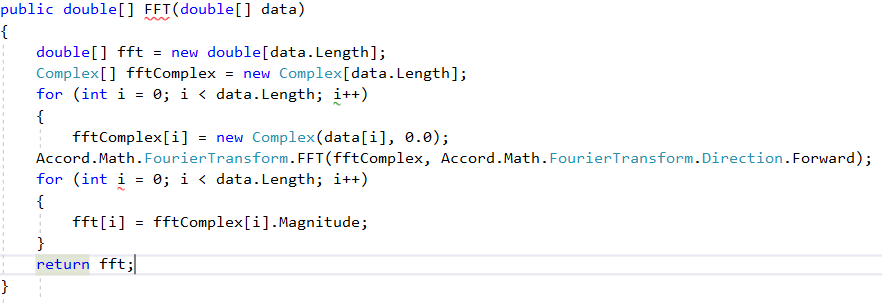 public double[] FFT(double[] data)
{
    double[] fft = new double[data.Length];
    Complex[] fftComplex = new Complex[data.Length];
    for (int i = 0; i < data.Length; i++)
    {
        fftComplex[i] = new Complex(data[i], 0.0);
    Accord.Math.FourierTransform.FFT(fftComplex, Accord.Math.FourierTransform.Direction.Forward);
    for (int i = 0; i < data.Length; i++)
    {
        fft[i] = fftComplex[i].Magnitude;
    }
    return fft;
}